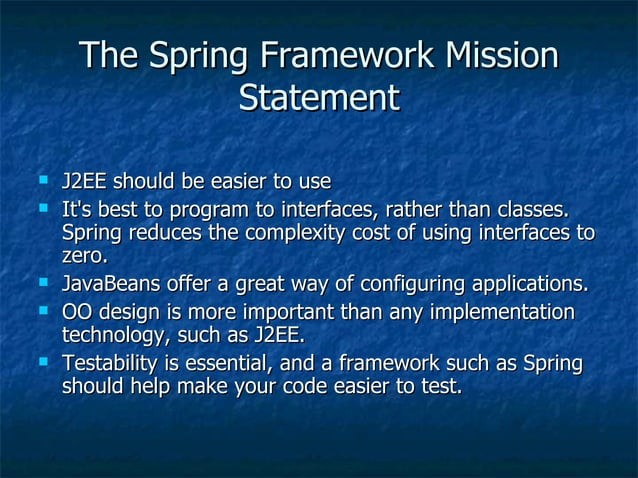 The Spring Framework Mission
Statement
J2EE should be easier to use
It's best to program to interfaces, rather than classes.
Spring reduces the complexity cost of using interfaces to
zero.
JavaBeans offer a great way of configuring applications.
OO design is more important than any implementation
technology, such as J2EE.
Testability is essential, and a framework such as Spring
should help make your code easier to test.